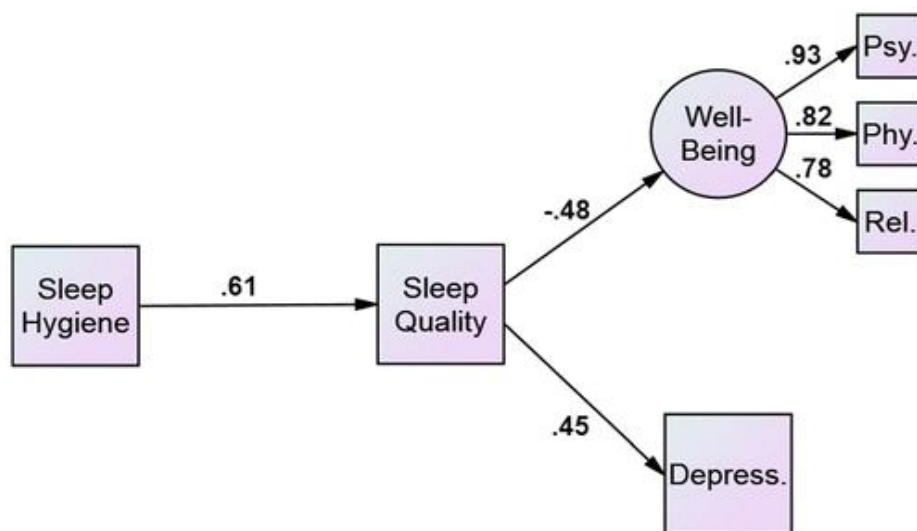 .93
Psy.
Well-
Being
.82
Phy.
.78
Rel.
-.48
Sleep
Hygiene
.61
Sleep
Quality
.45
Depress.